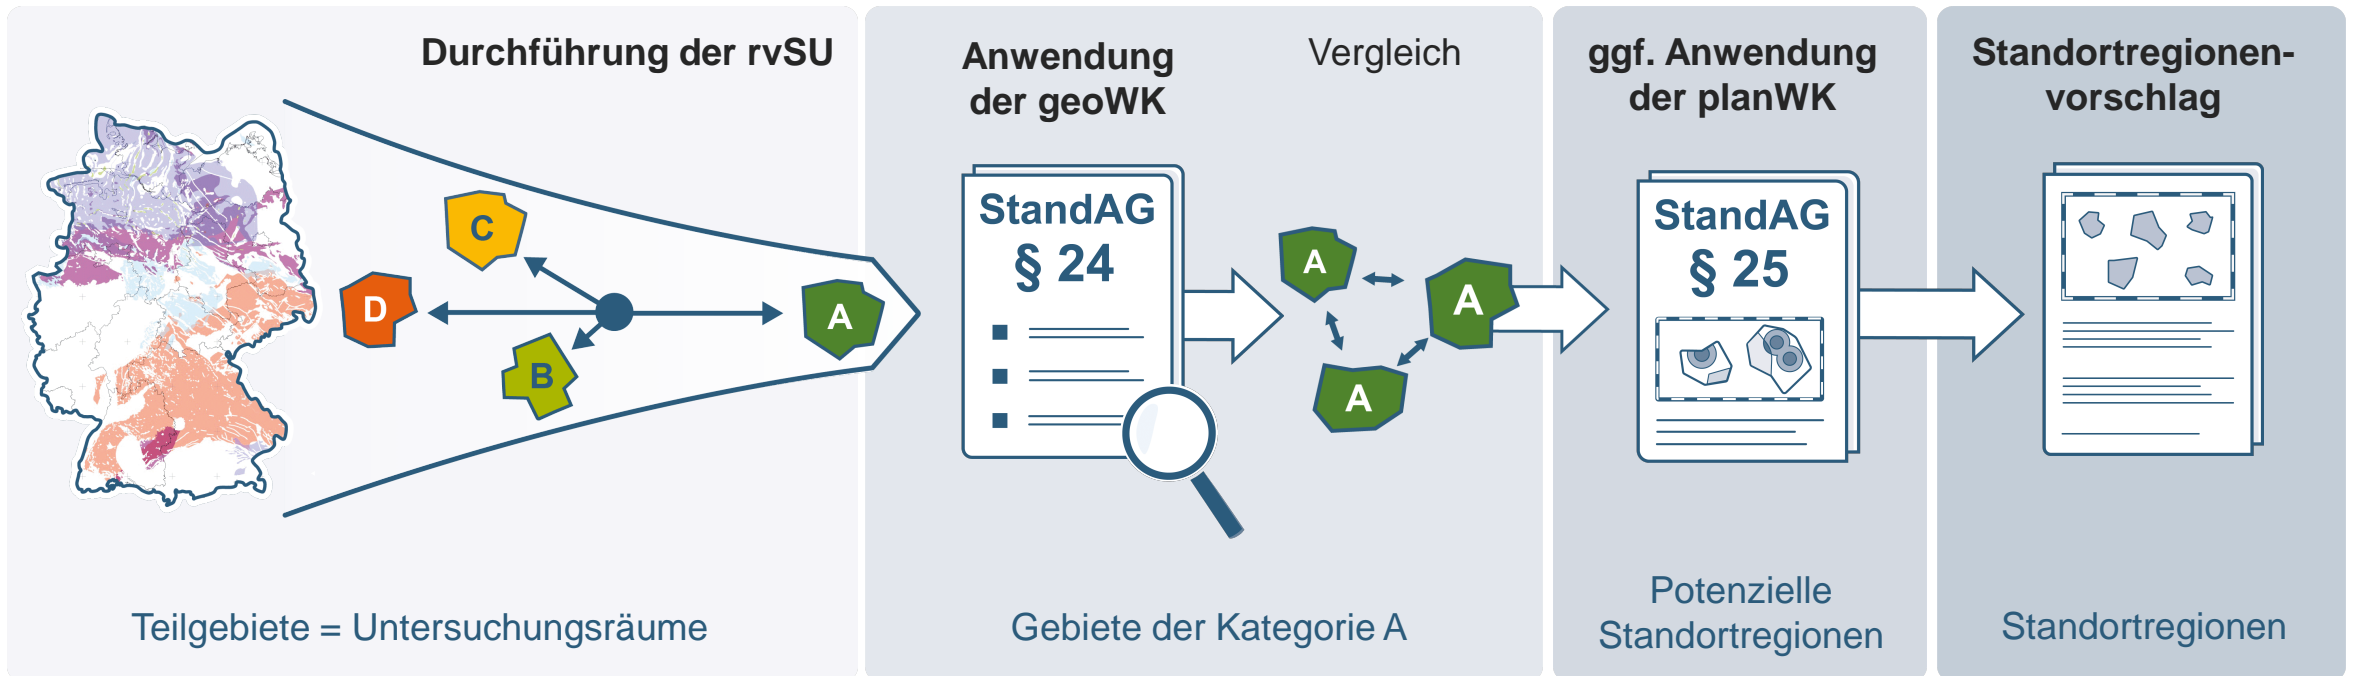 Durchführung der rvSU
C
D
B
A
Teilgebiete = Untersuchungsräume
Anwendung
der geoWK
Vergleich
StandAG
§ 24
A
A
A
Gebiete der Kategorie A
ggf. Anwendung
der planWK
StandAG
§ 25
Potenzielle
Standortregionen
Standortregionen-
vorschlag
Standortregionen